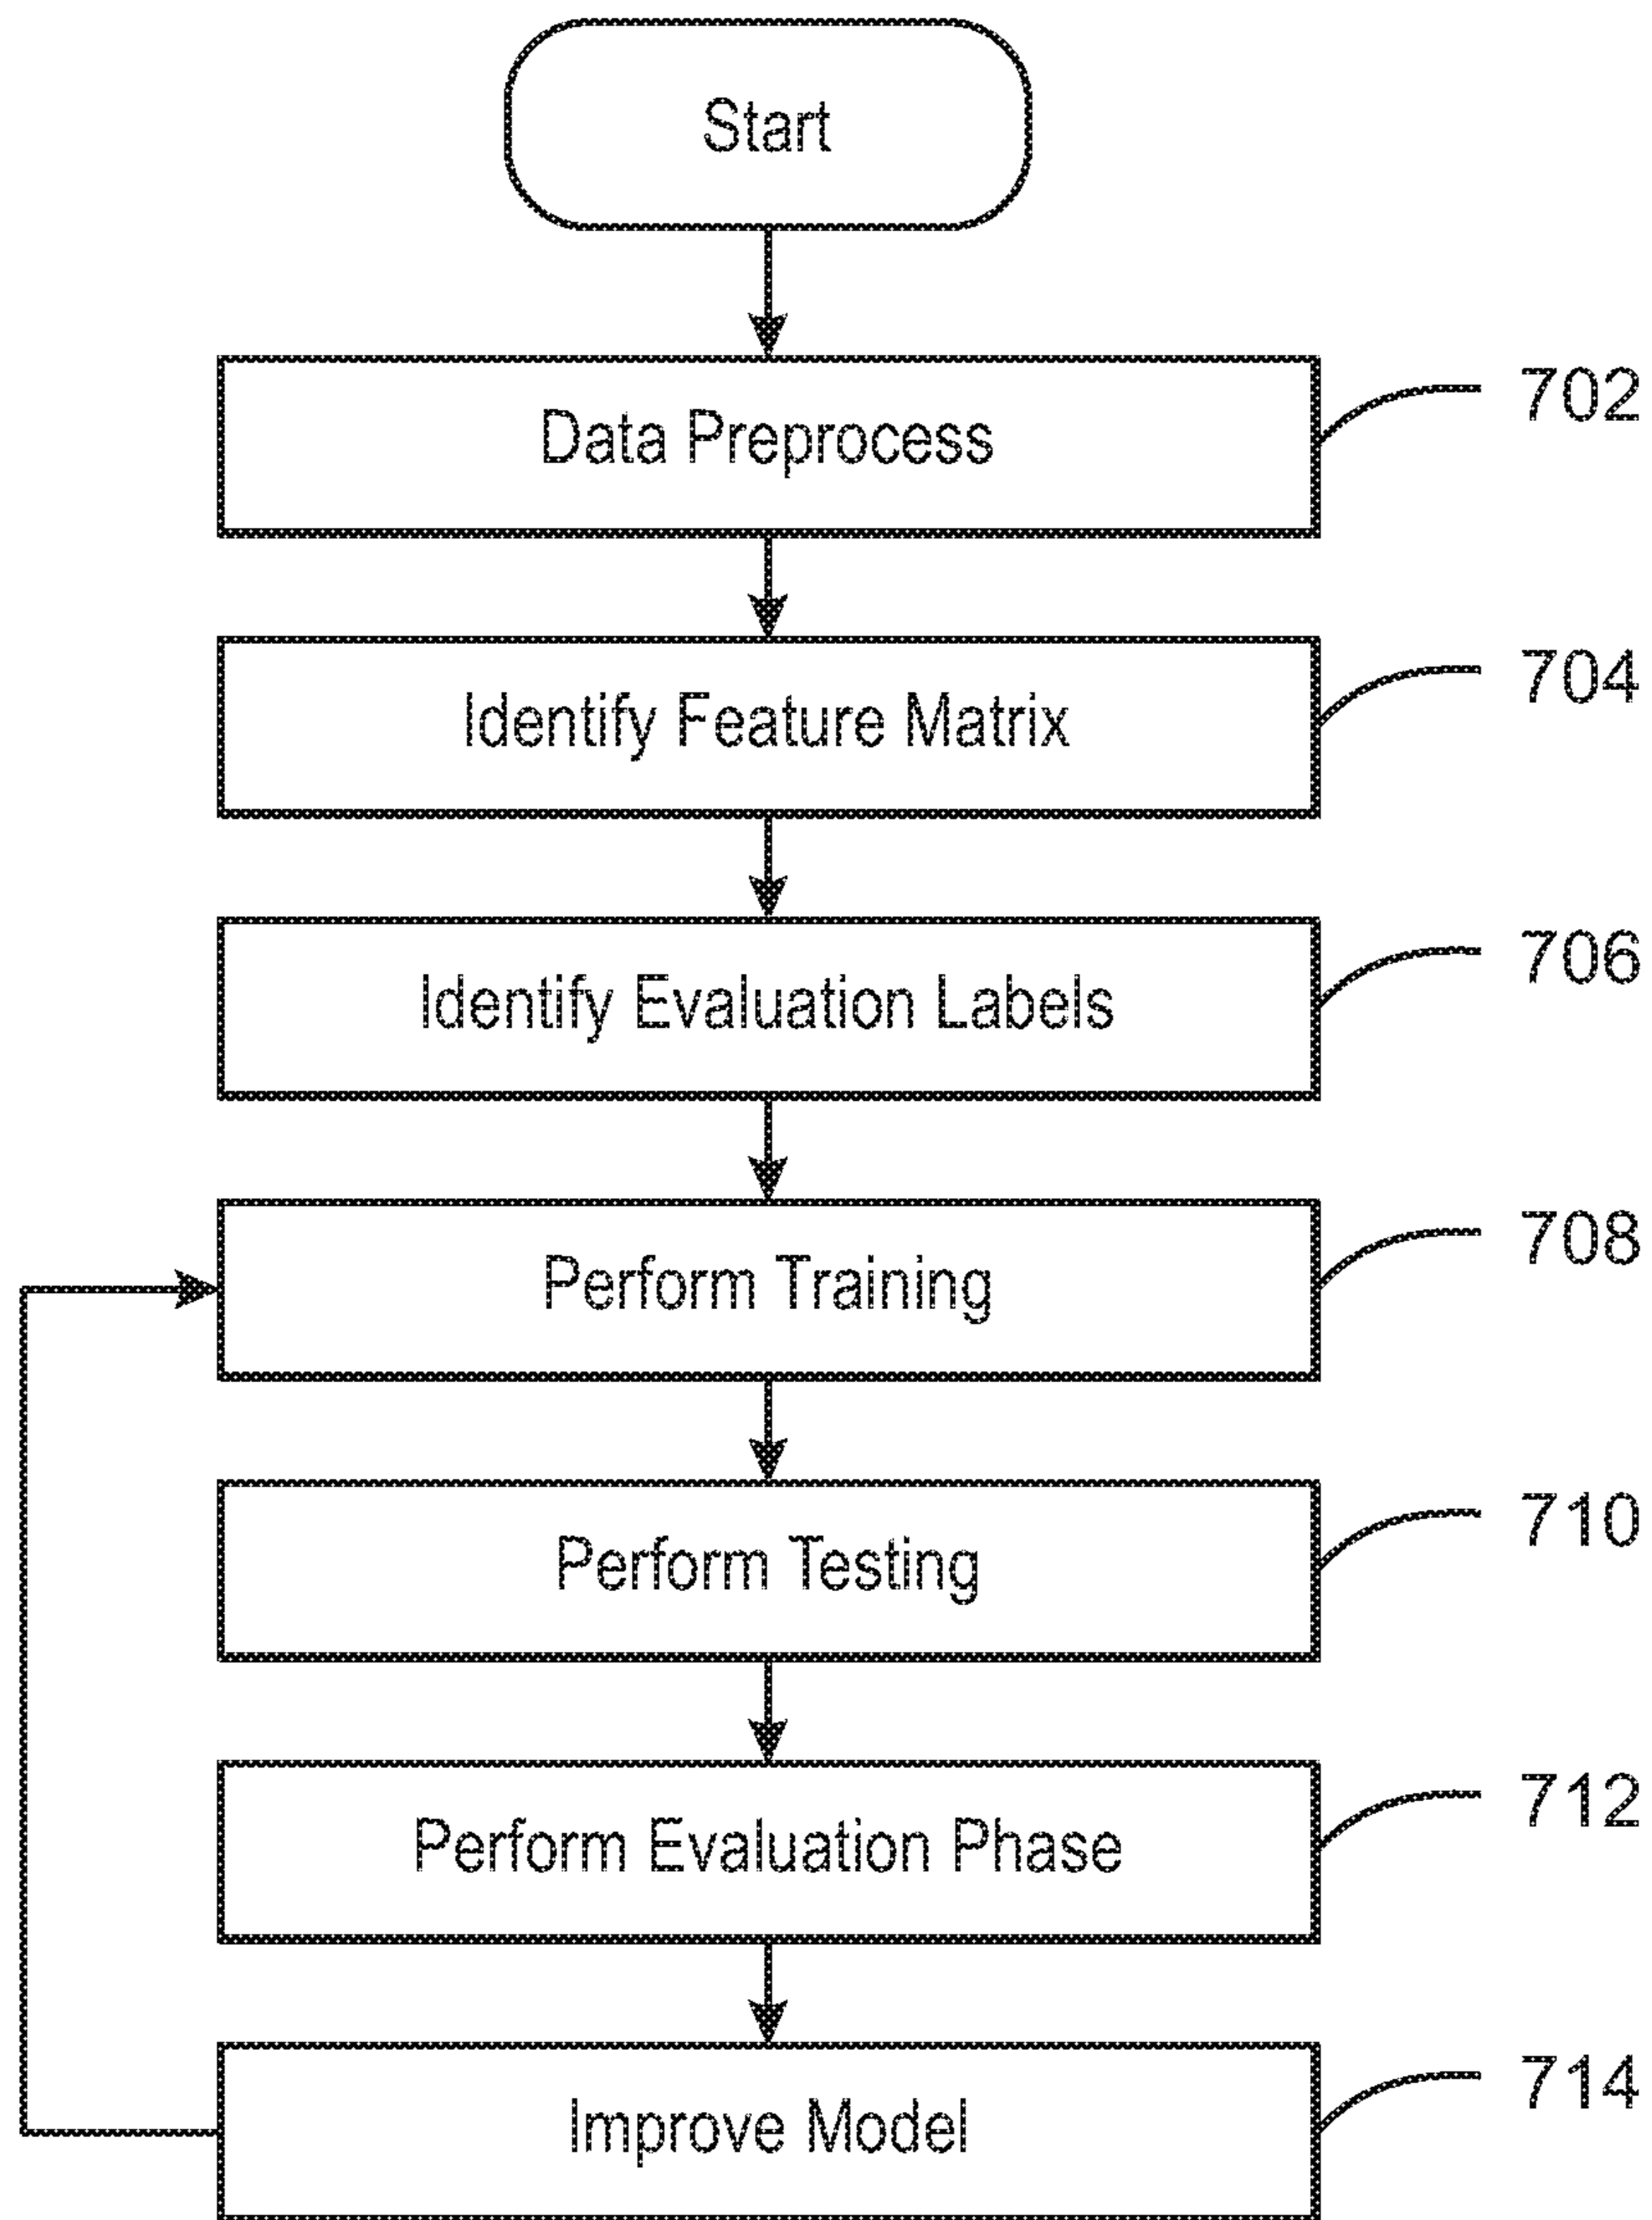 Start
Data Preprocess
702
Identify Feature Matrix
704
Identify Evaluation Labels
706
Perform Training
708
Perform Testing
710
Perform Evaluation Phase
712
Improve Model
714